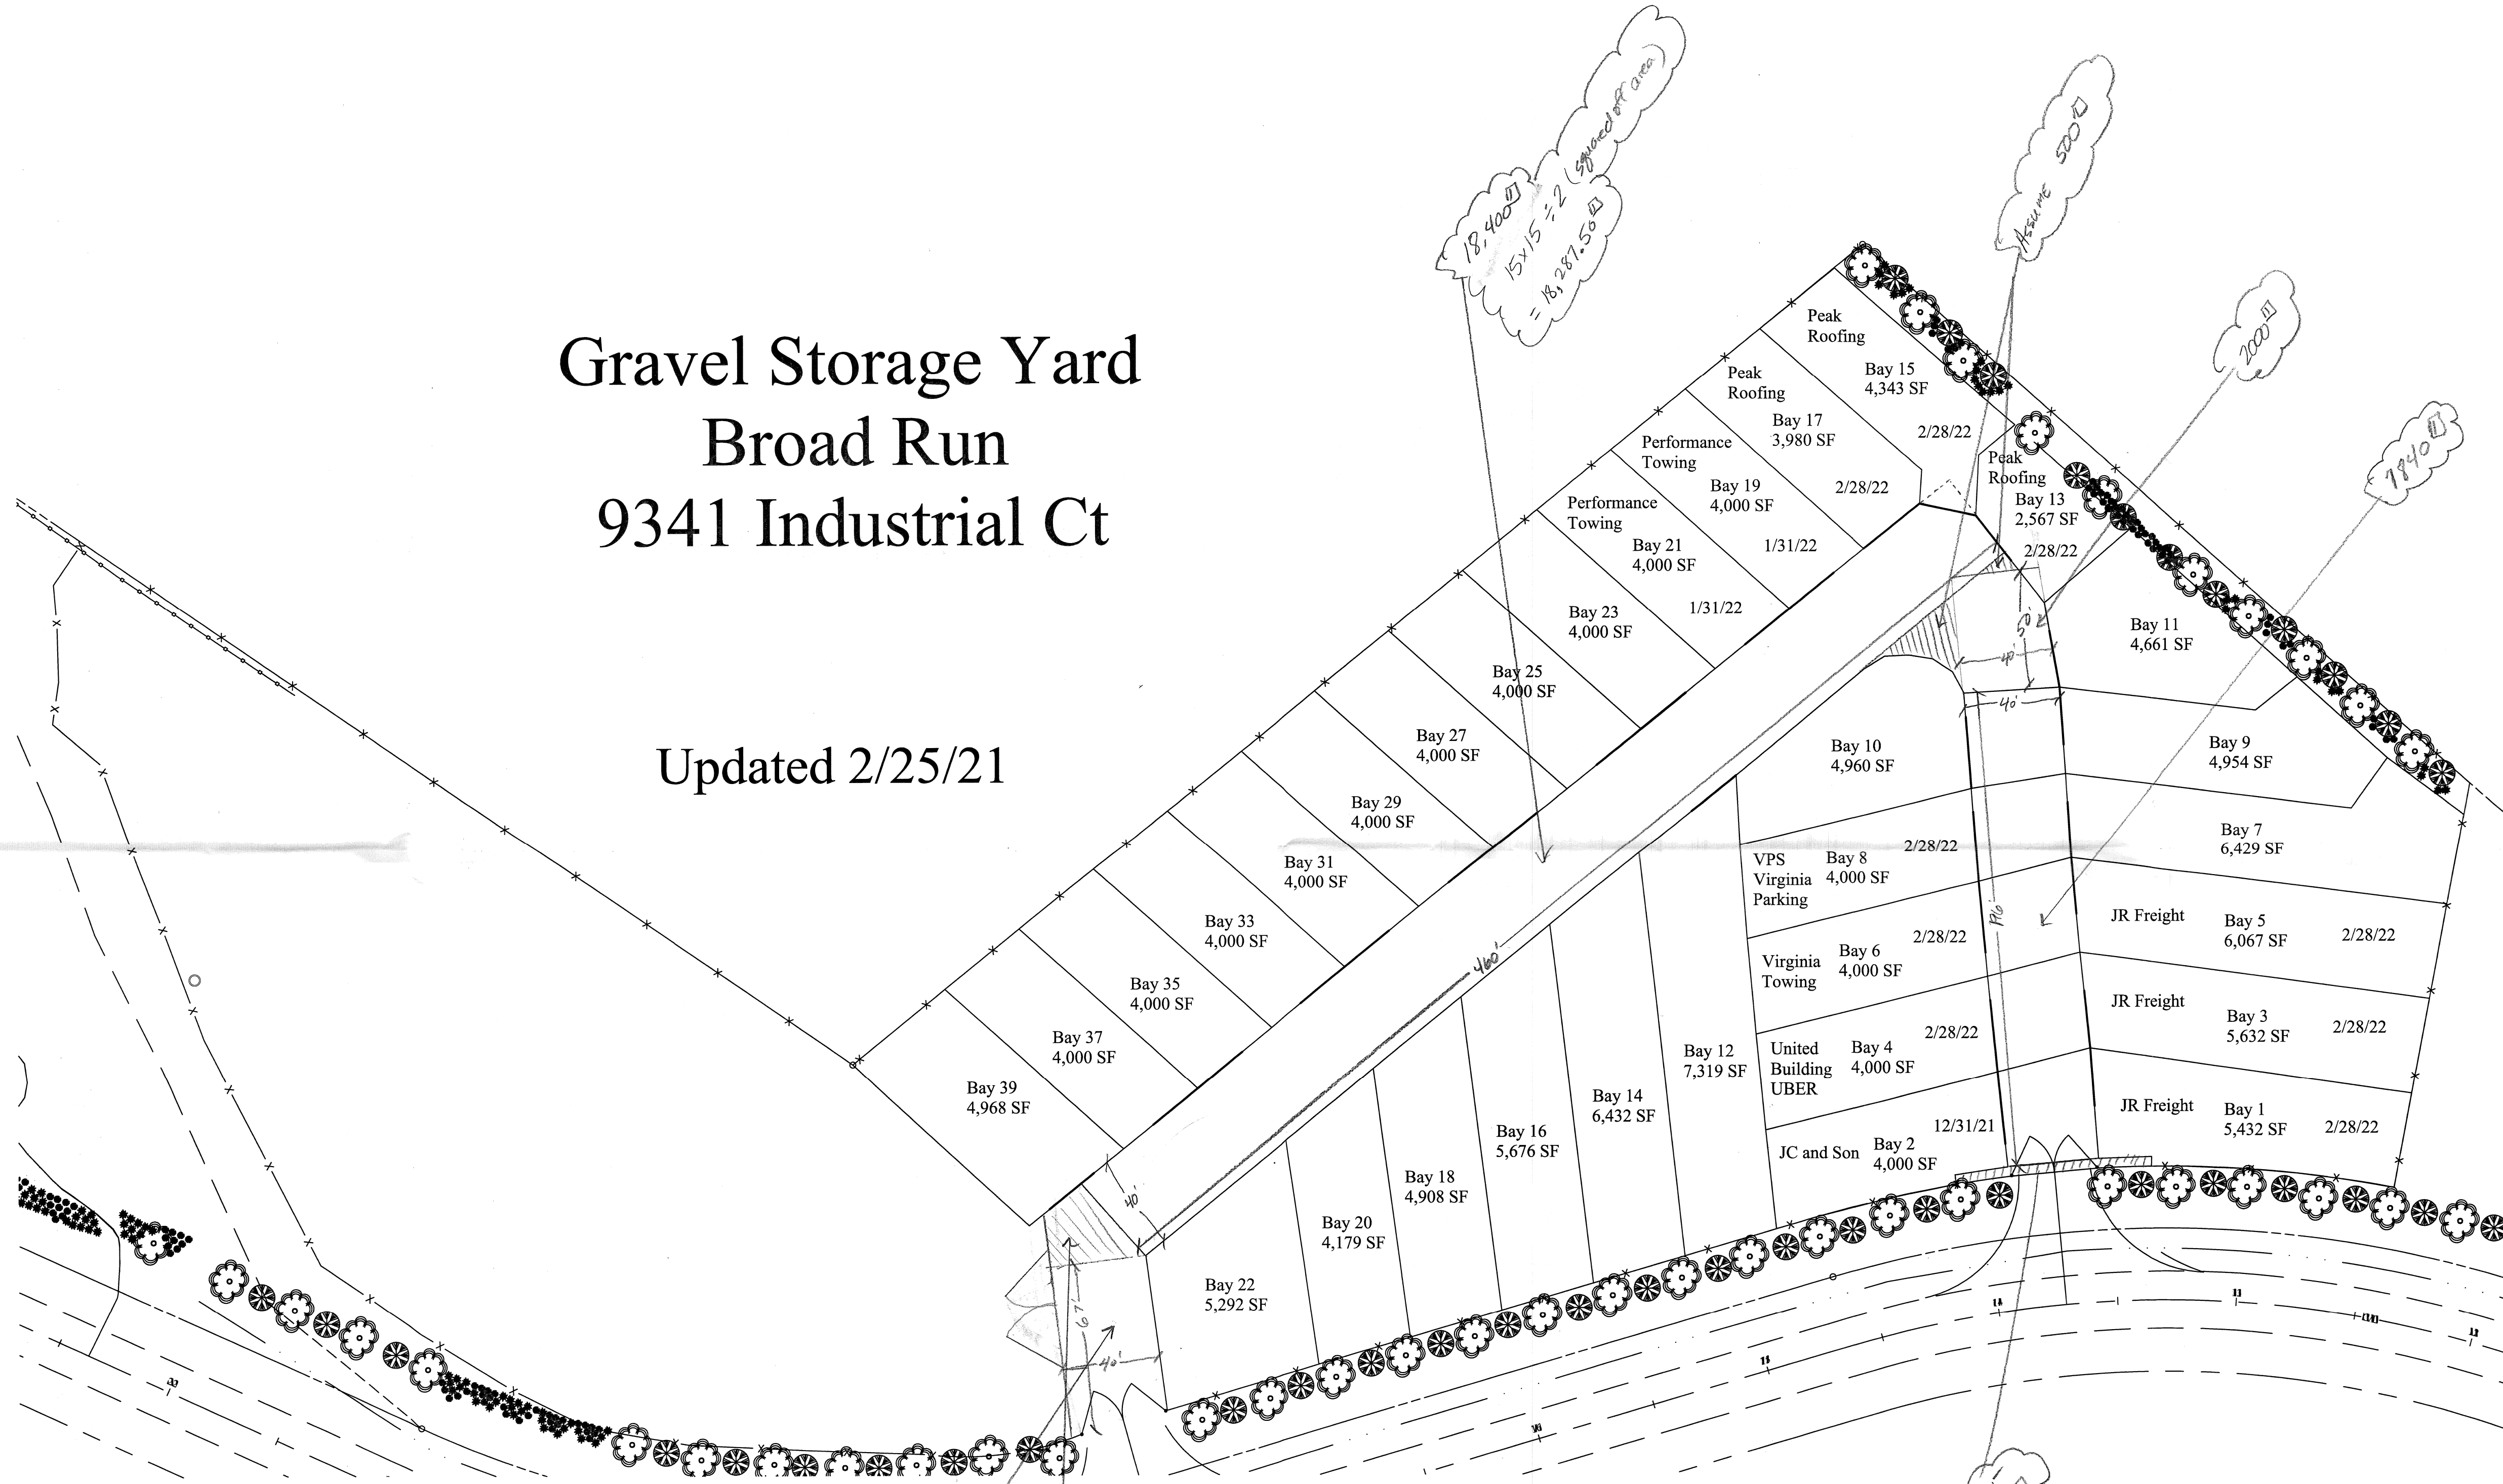 Gravel Storage Yard
Broad Run
9341 Industrial Ct
Updated 2/25/21
18,400
15x15 ÷ 2 (squared off area)
= 18,287.50
Assume 500
2000
7840
Peak
Roofing
Bay 15
4,343 SF
2/28/22
Peak
Roofing
Bay 17
3,980 SF
2/28/22
Performance
Towing
Bay 19
4,000 SF
1/31/22
Performance
Towing
Bay 21
4,000 SF
1/31/22
Bay 23
4,000 SF
Bay 25
4,000 SF
Bay 27
4,000 SF
Bay 29
4,000 SF
Bay 31
4,000 SF
Bay 33
4,000 SF
Bay 35
4,000 SF
Bay 37
4,000 SF
Bay 39
4,968 SF
Peak
Roofing
Bay 13
2,567 SF
2/28/22
Bay 11
4,661 SF
50'
40'
40'
Bay 9
4,954 SF
Bay 7
6,429 SF
JR Freight
Bay 5
6,067 SF
2/28/22
JR Freight
Bay 3
5,632 SF
2/28/22
JR Freight
Bay 1
5,432 SF
2/28/22
196'
460'
Bay 10
4,960 SF
VPS
Virginia
Parking
Bay 8
4,000 SF
2/28/22
Virginia
Towing
Bay 6
4,000 SF
2/28/22
United
Building
UBER
Bay 4
4,000 SF
2/28/22
JC and Son
Bay 2
4,000 SF
12/31/21
Bay 12
7,319 SF
Bay 14
6,432 SF
Bay 16
5,676 SF
Bay 18
4,908 SF
Bay 20
4,179 SF
Bay 22
5,292 SF
40'
67'
40'